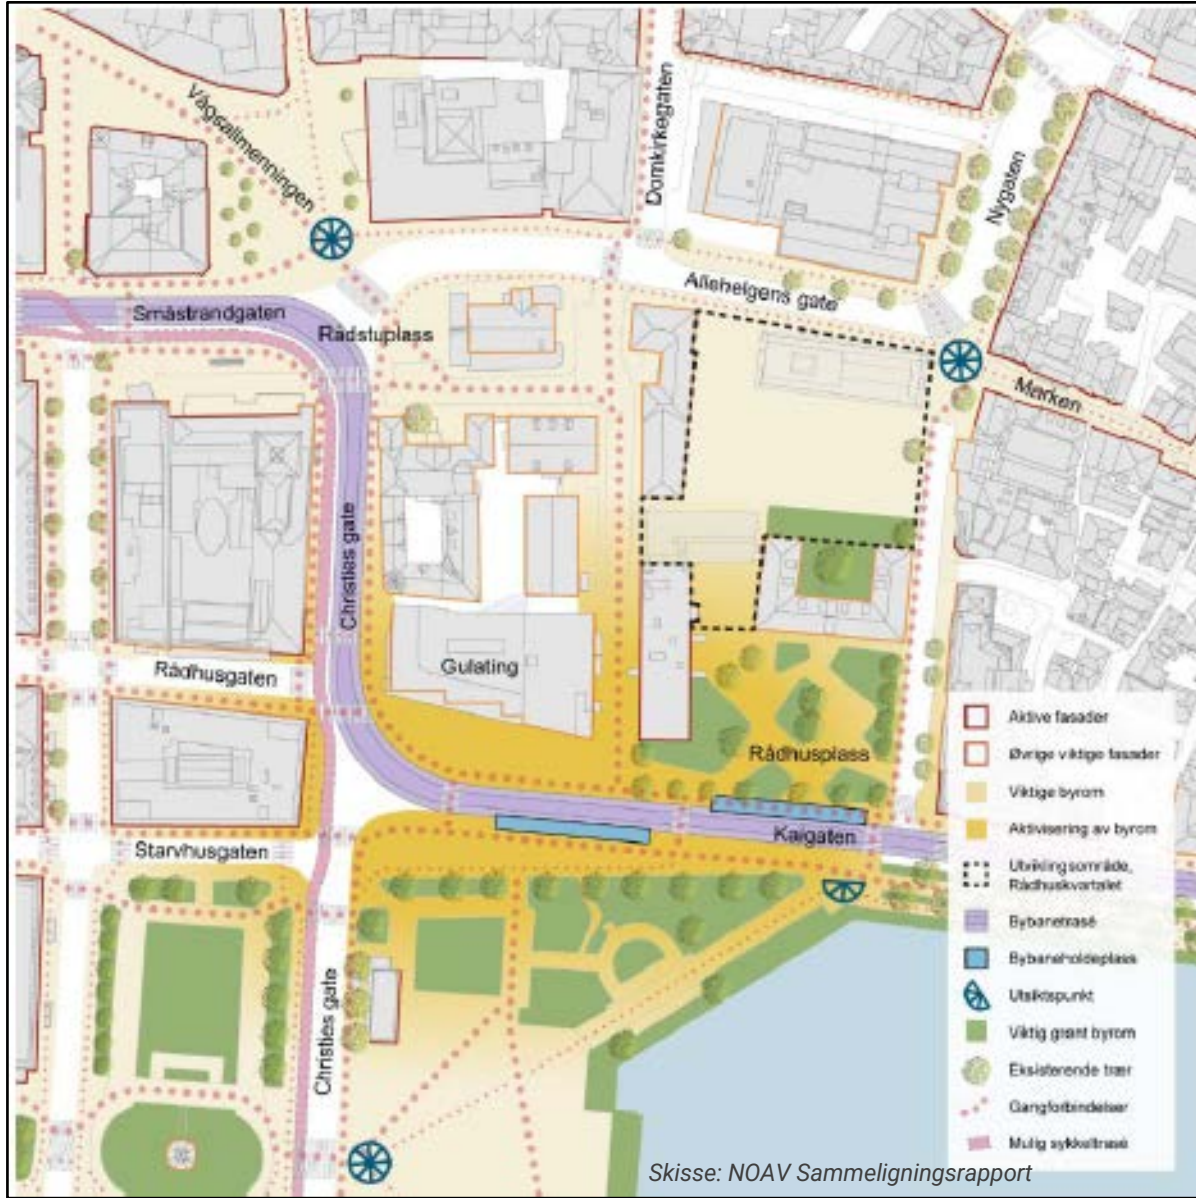 Vågsallmenningen
Domkirkegaten
Nygaten
Allehelgens gate
Småstrandgaten
Rådstuplass
Marken
Christies gate
Gulating
Rådhusgaten
Rådhusplass
Kaigaten
Starvhusgaten
Christies gate
Aktive fasader
Øvrige viktige fasader
Viktige byrom
Aktivisering av byrom
Utviklingsområde,
Rådhuskvartalet
Bybanetrasé
Bybaneholdeplass
Utsiktspunkt
Viktig grønt byrom
Eksisterende trær
Gangforbindelser
Mulig sykkeltrasé
Skisse: NOAV Sammeligningsrapport